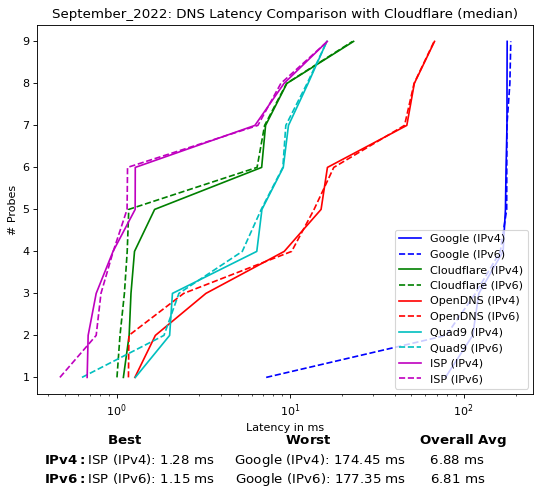 September_2022: DNS Latency Comparison with Cloudflare (median)
# Probes
9
8
7
6
5
4
3
2
1
Google (IPv4)
Google (IPv6)
Cloudflare (IPv4)
Cloudflare (IPv6)
OpenDNS (IPv4)
OpenDNS (IPv6)
Quad9 (IPv4)
Quad9 (IPv6)
ISP (IPv4)
ISP (IPv6)
10⁰ 10¹ 10²
Latency in ms
Best Worst Overall Avg
IPv4: ISP (IPv4): 1.28 ms Google (IPv4): 174.45 ms 6.88 ms
IPv6: ISP (IPv6): 1.15 ms Google (IPv6): 177.35 ms 6.81 ms